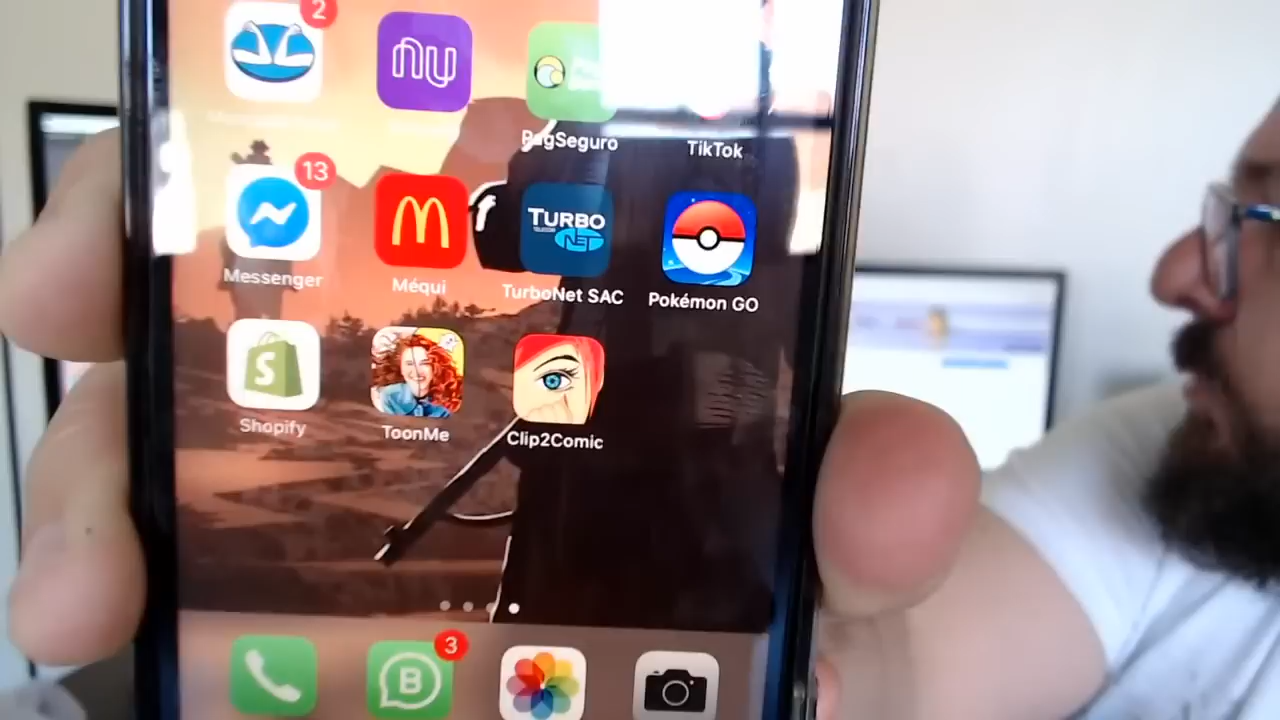 2
nu
PagSeguro
TikTok
13
Messenger
Méqui
TURBO
NET
TurboNet SAC
Pokémon GO
S
Shopify
ToonMe
Clip2Comic
3
B